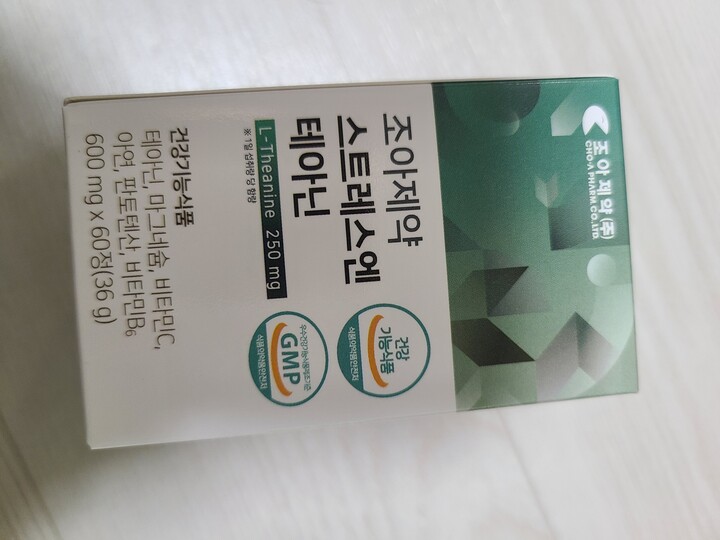 조아제약(주)
CHO-A PHARM.CO.,LTD.
조아제약
스트레스엔
테아닌
L-Theanine 250 mg
※ 1일 섭취량 당 함량
건강
기능식품
식품의약품안전처
우수건강기능식품제조기준
GMP
식품의약품안전처
건강기능식품
테아닌, 마그네슘, 비타민C,
아연, 판토텐산, 비타민B₆
600 mg x 60정(36 g)